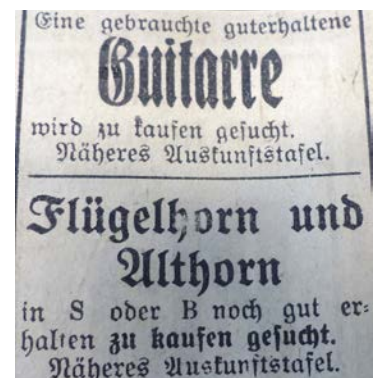 Eine gebrauchte guterhaltene
Guitarre
wird zu kaufen gesucht.
Näheres Auskunftstafel.
Flügelhorn und
Althorn
in S oder B noch gut er-
halten zu kaufen gesucht.
Näheres Auskunftstafel.